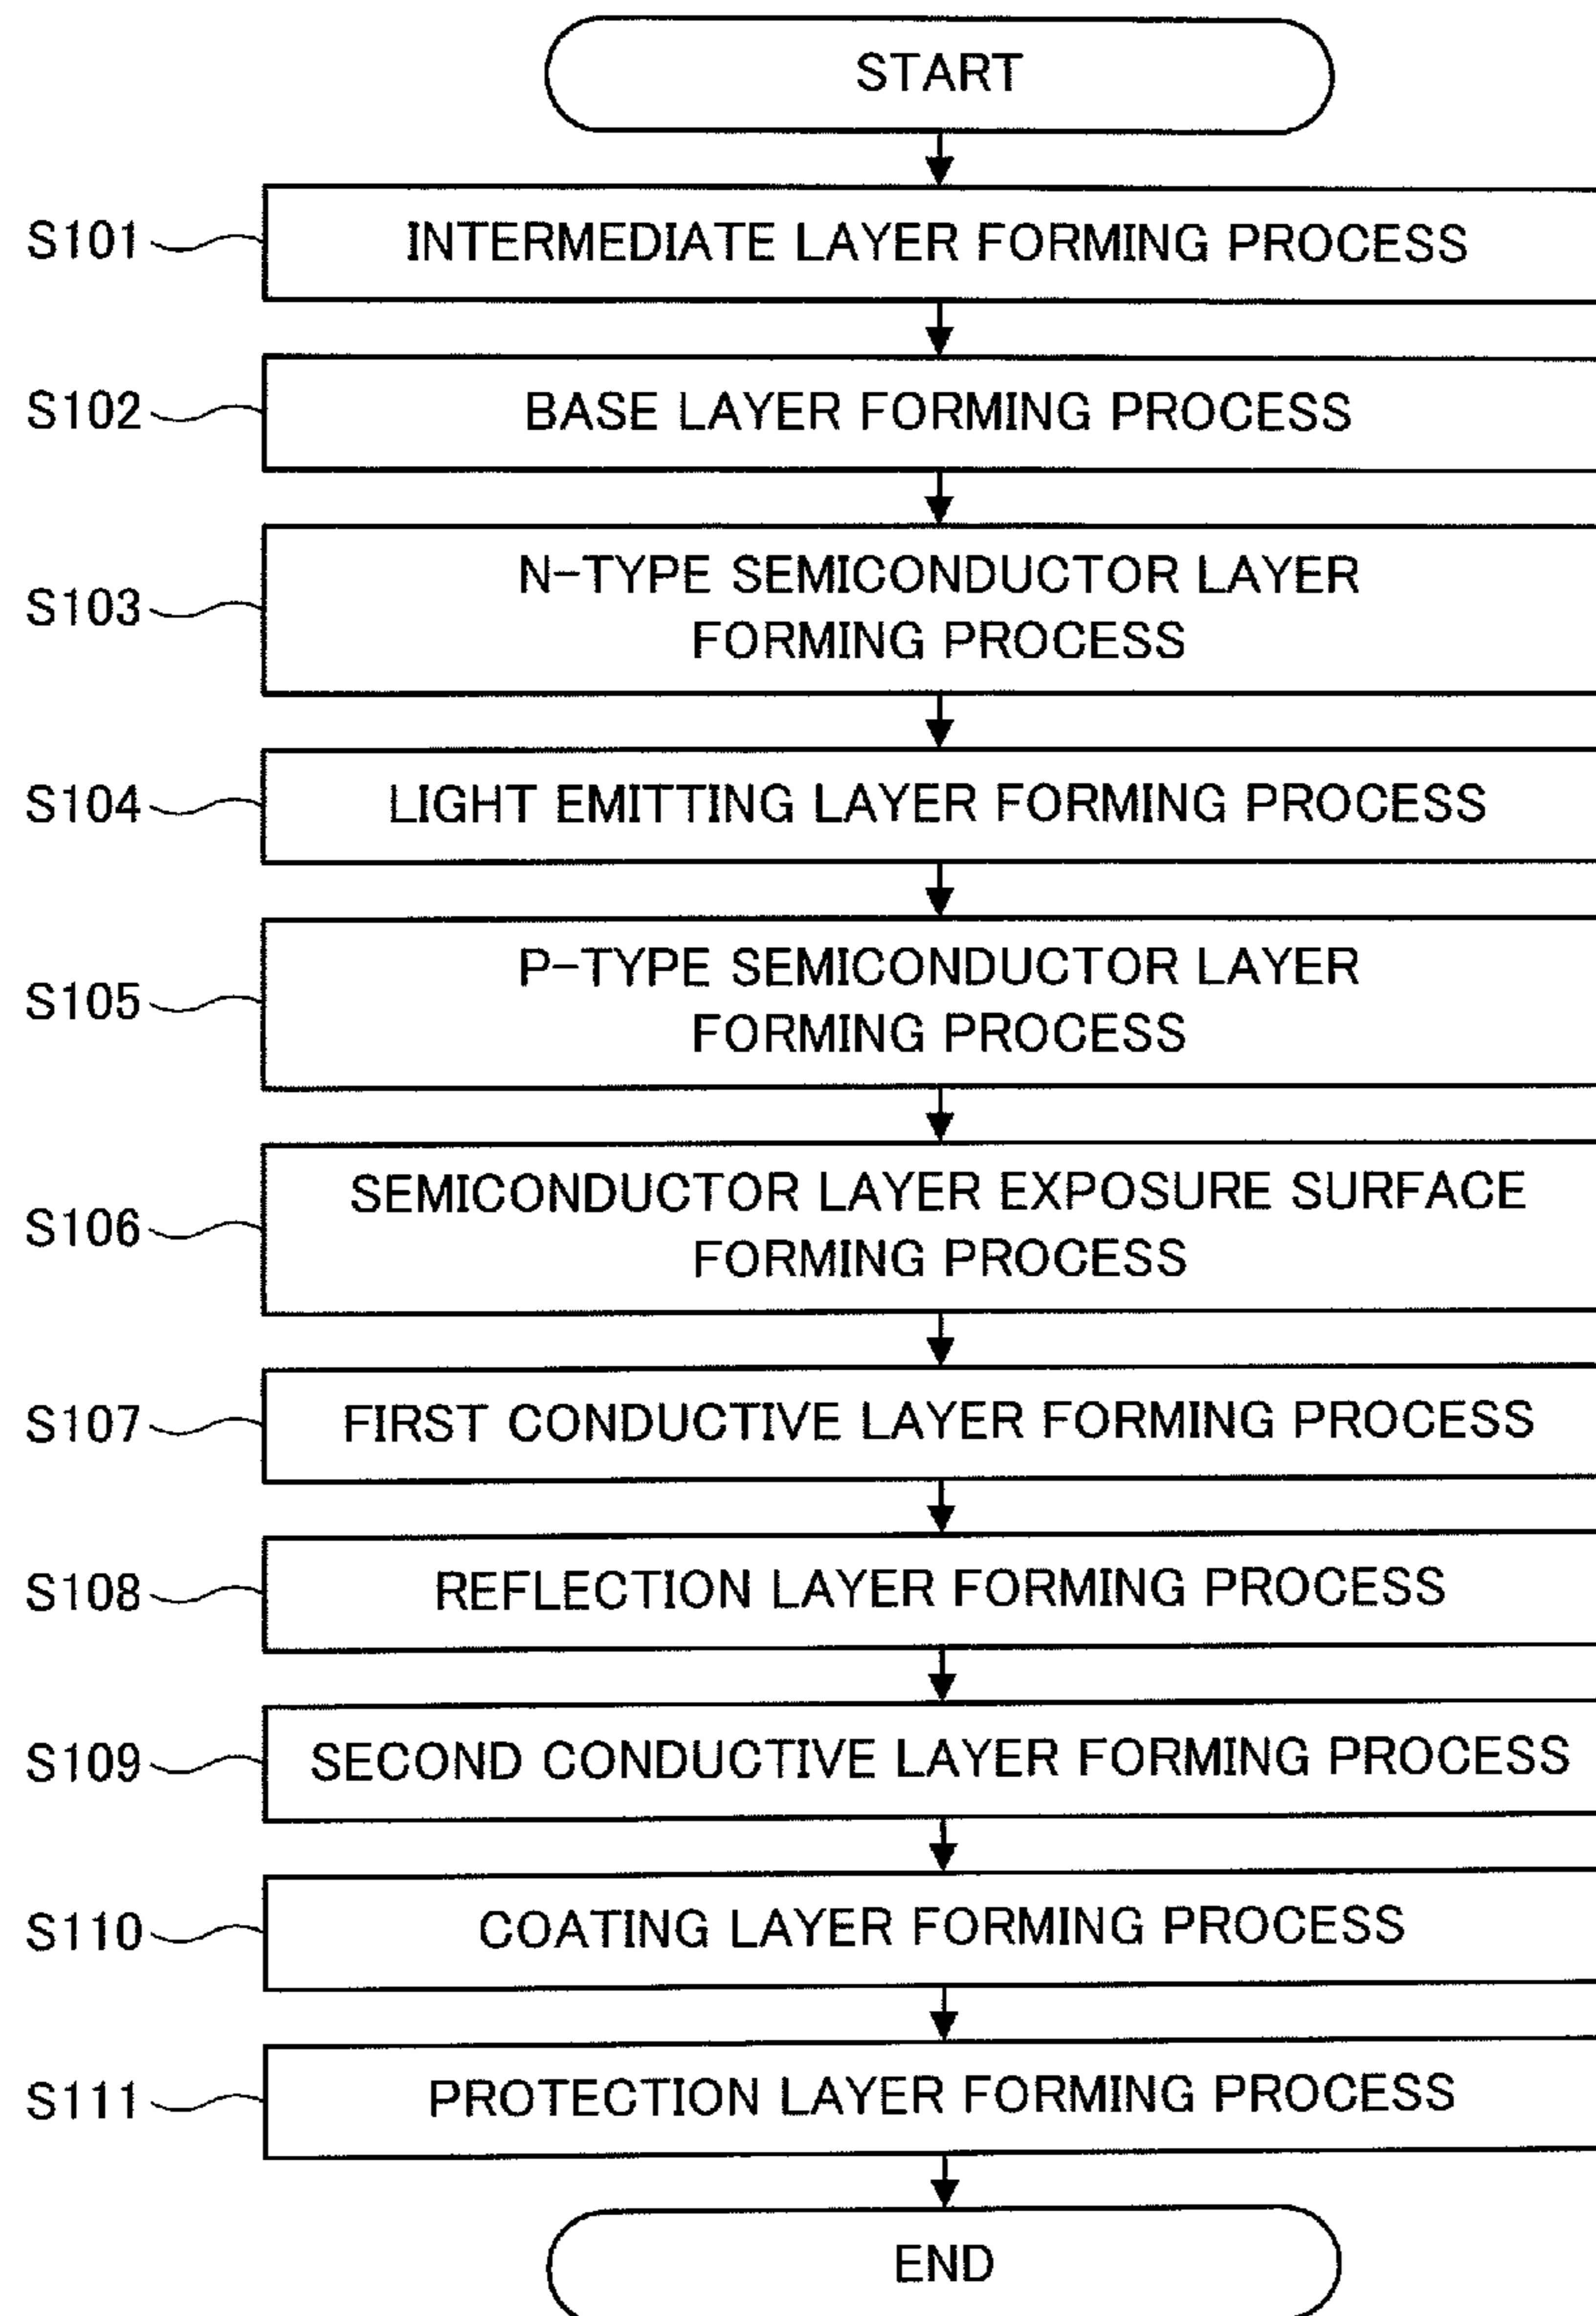 START
S101 INTERMEDIATE LAYER FORMING PROCESS
S102 BASE LAYER FORMING PROCESS
S103 N-TYPE SEMICONDUCTOR LAYER
FORMING PROCESS
S104 LIGHT EMITTING LAYER FORMING PROCESS
S105 P-TYPE SEMICONDUCTOR LAYER
FORMING PROCESS
S106 SEMICONDUCTOR LAYER EXPOSURE SURFACE
FORMING PROCESS
S107 FIRST CONDUCTIVE LAYER FORMING PROCESS
S108 REFLECTION LAYER FORMING PROCESS
S109 SECOND CONDUCTIVE LAYER FORMING PROCESS
S110 COATING LAYER FORMING PROCESS
S111 PROTECTION LAYER FORMING PROCESS
END